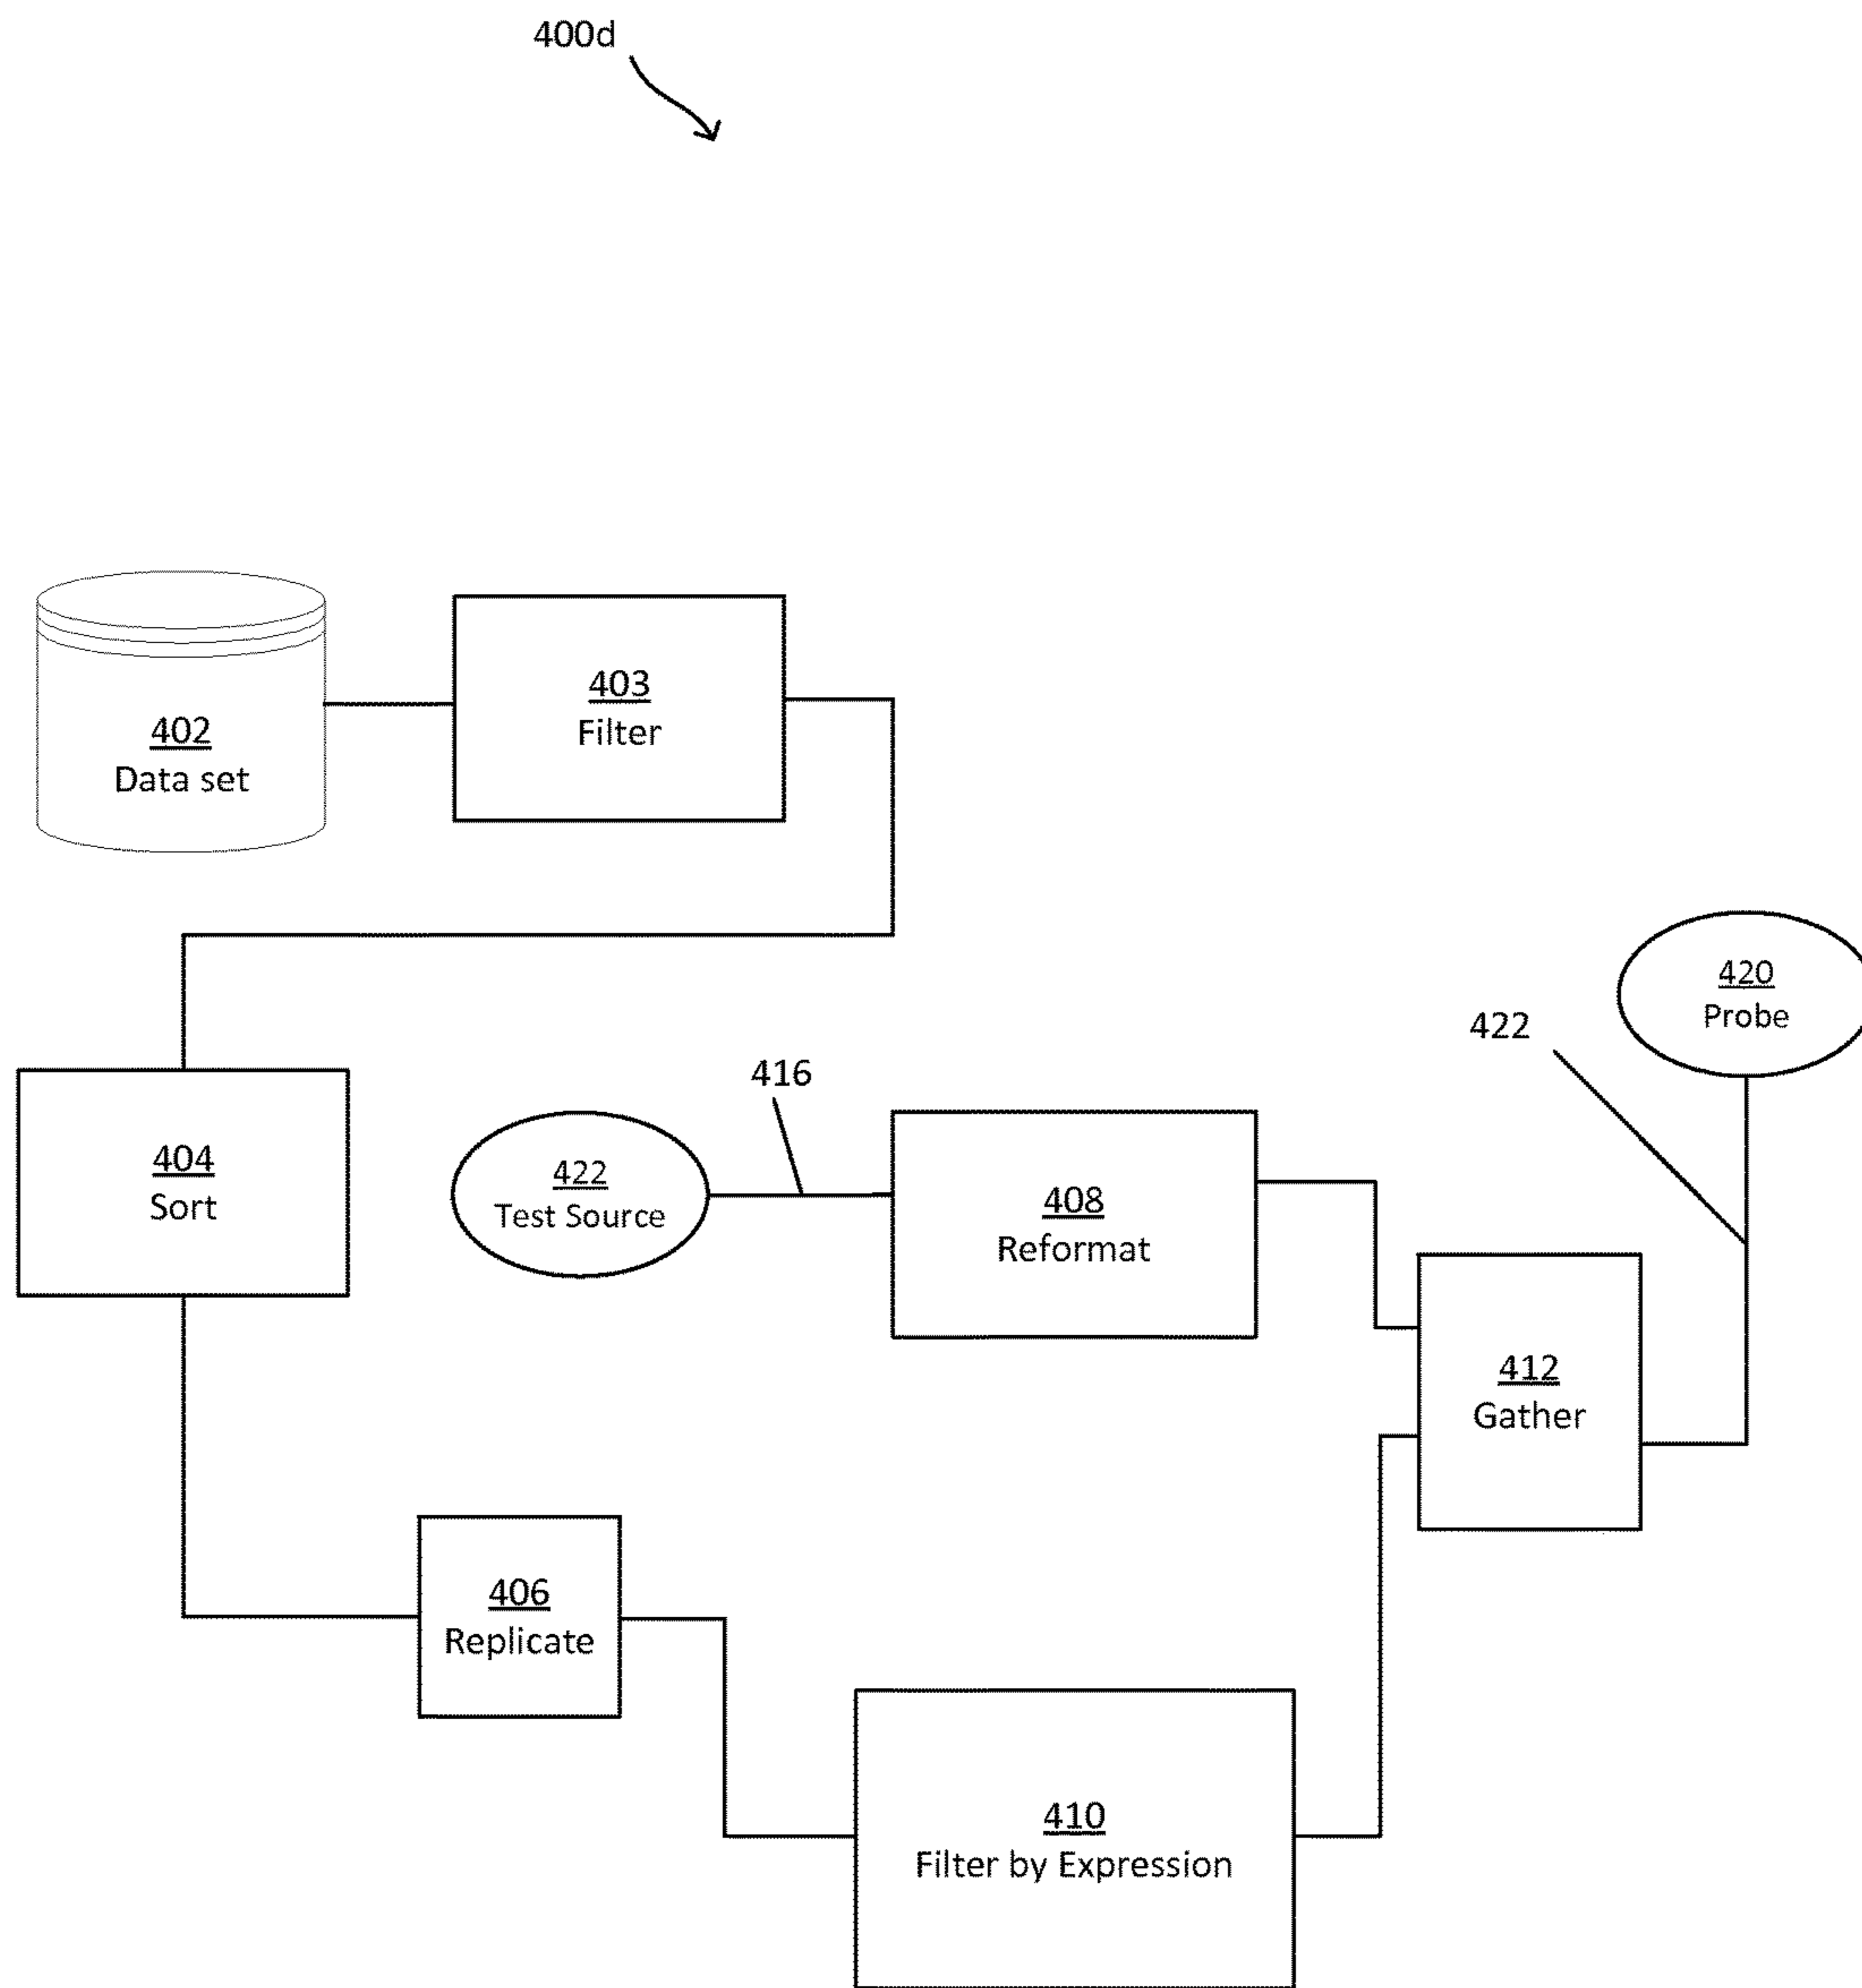 400d
403
Filter
402
Data set
420
Probe
422
416
404
Sort
422
Test Source
408
Reformat
412
Gather
406
Replicate
410
Filter by Expression